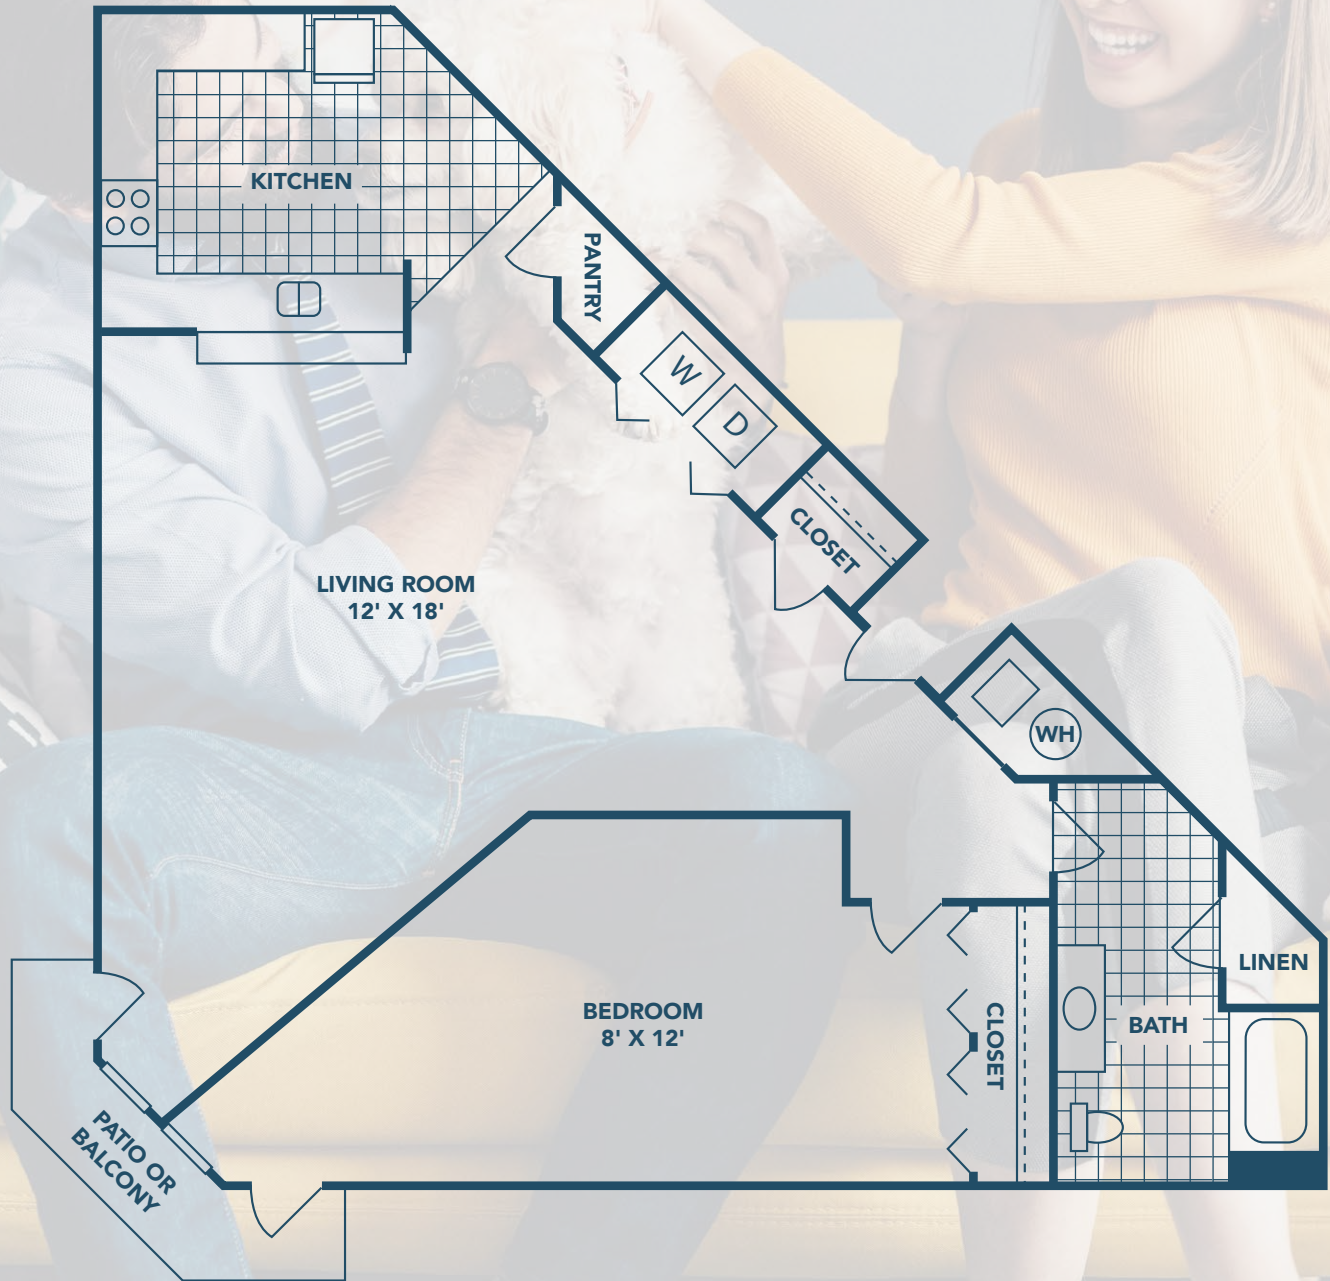 KITCHEN
PANTRY
W
D
CLOSET
LIVING ROOM
12' X 18'
WH
BEDROOM
8' X 12'
CLOSET
BATH
LINEN
PATIO OR
BALCONY